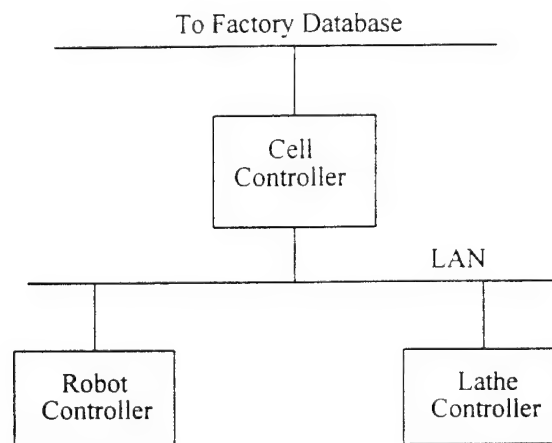 To Factory Database
Cell
Controller
LAN
Robot
Controller
Lathe
Controller